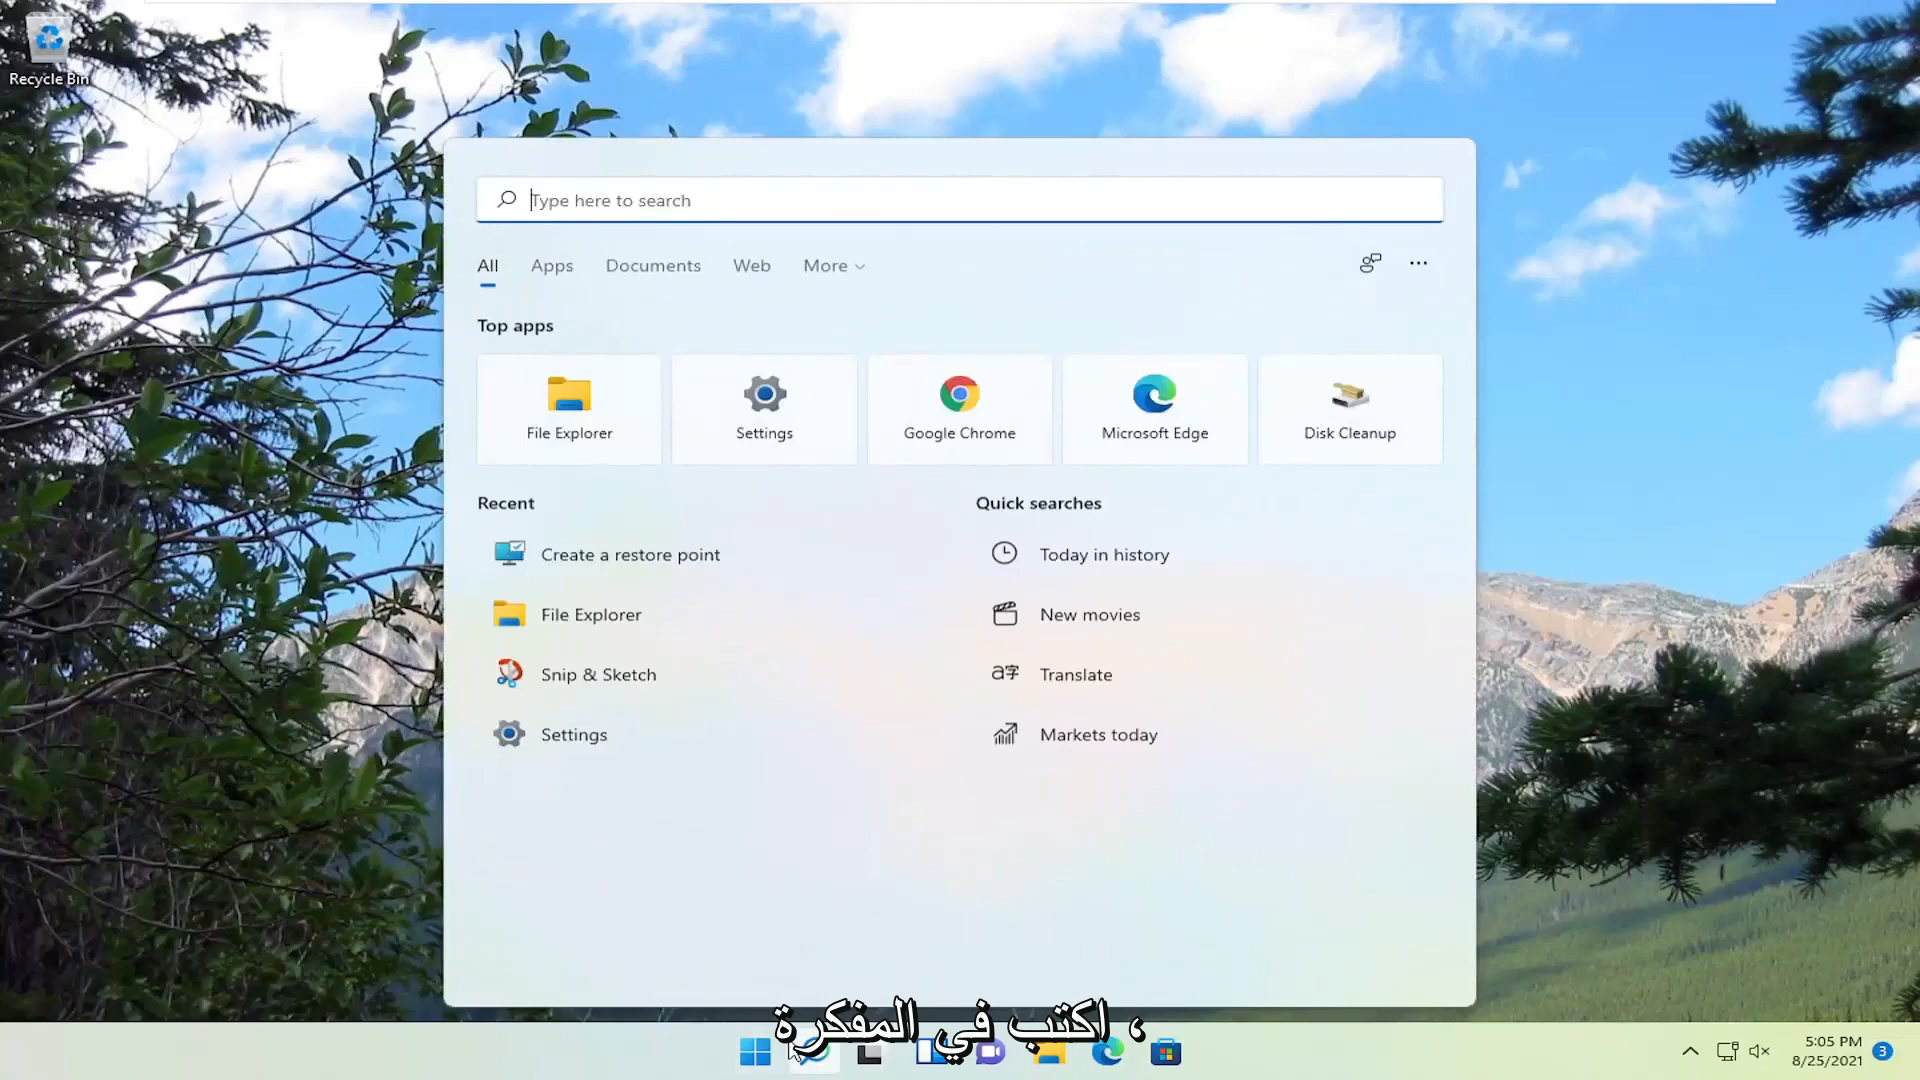 Recycle Bin
Type here to search
All
Apps
Documents
Web
More
Top apps
File Explorer
Settings
Google Chrome
Microsoft Edge
Disk Cleanup
Recent
Create a restore point
File Explorer
Snip & Sketch
Settings
Quick searches
Today in history
New movies
Translate
Markets today
، اكتب في المفكرة
5:05 PM
8/25/2021
3